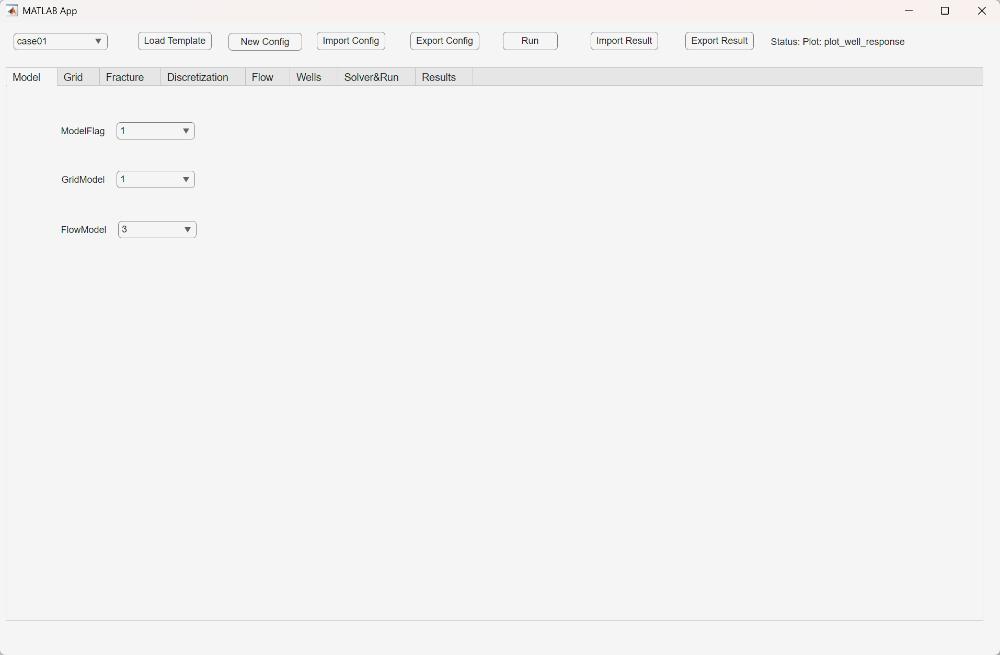 MATLAB App
case01 Load Template New Config Import Config Export Config Run Import Result Export Result Status: Plot: plot_well_response
Model Grid Fracture Discretization Flow Wells Solver&Run Results
ModelFlag 1
GridModel 1
FlowModel 3